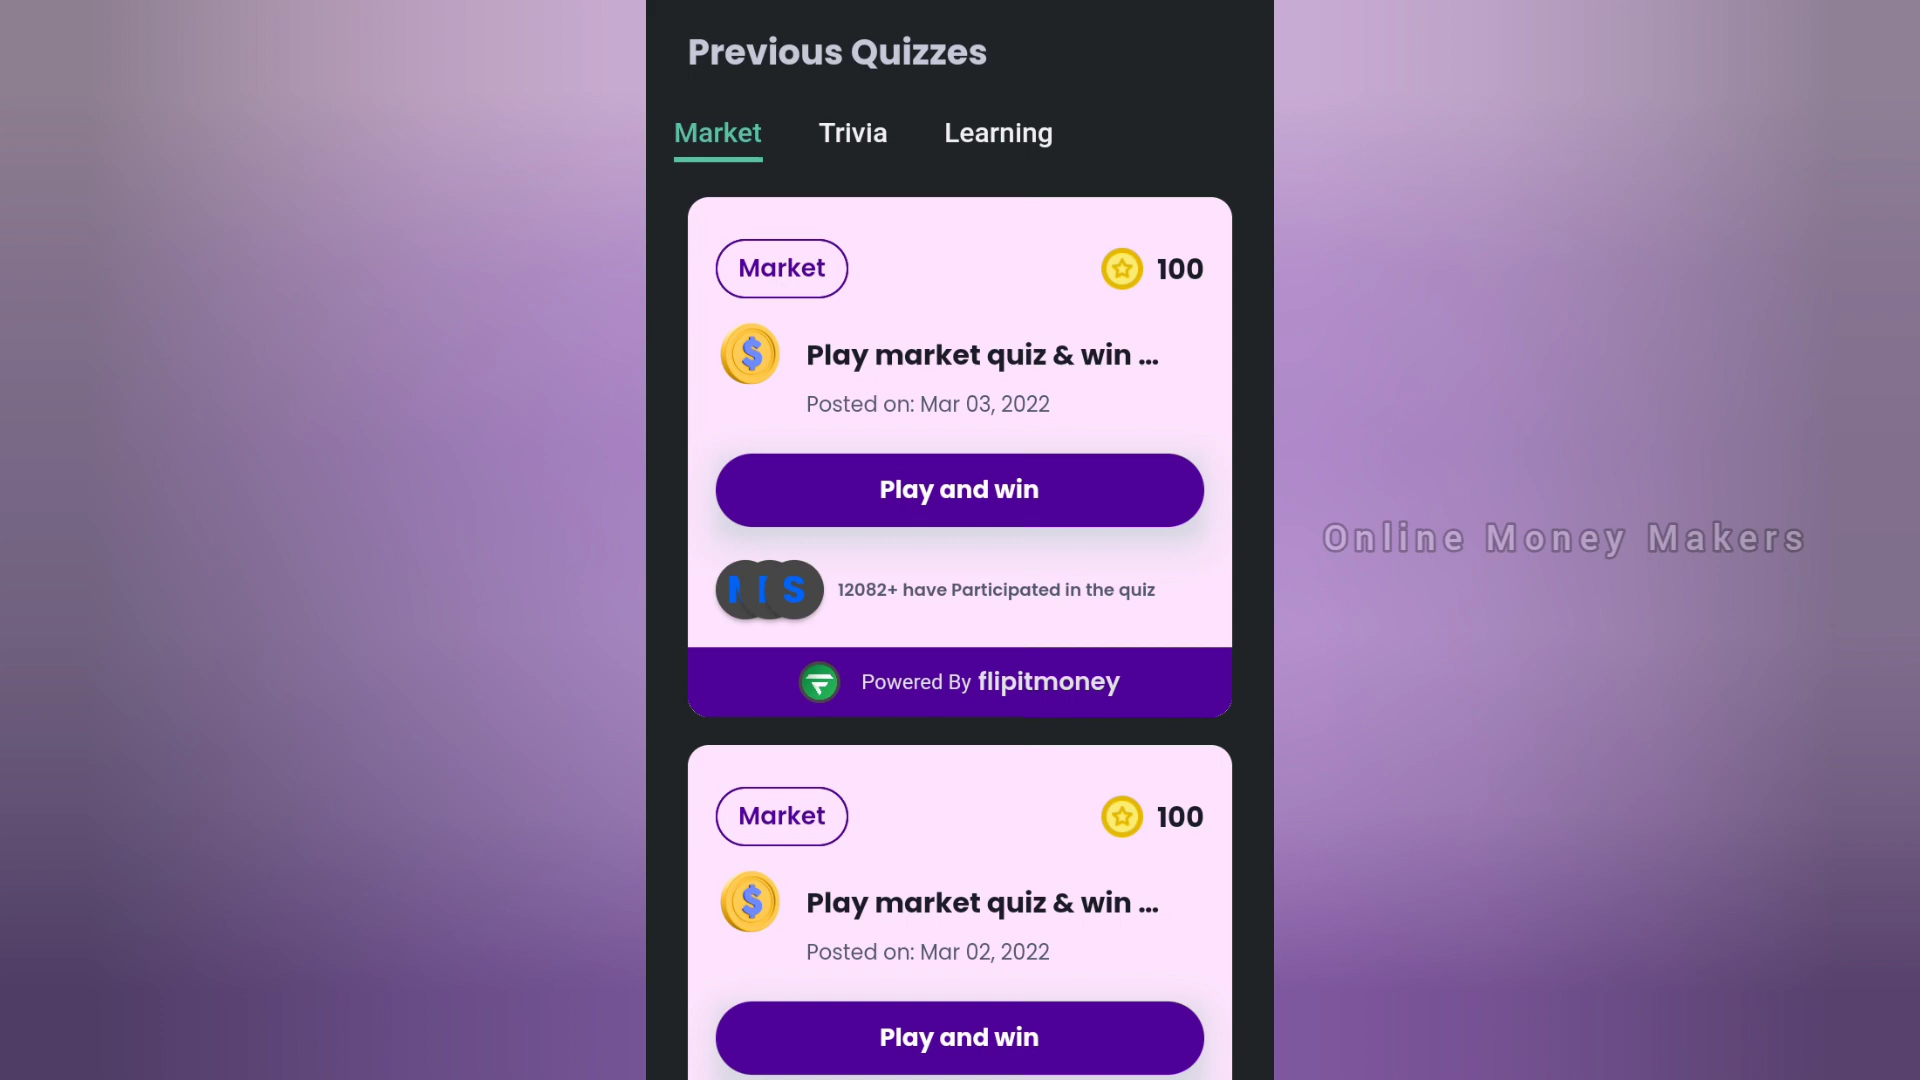 Previous Quizzes
Market Trivia Learning
Market 100
Play market quiz & win ...
Posted on: Mar 03, 2022
Play and win
S 12082+ have Participated in the quiz
Powered By flipitmoney
Online Money Makers
Market 100
Play market quiz & win ...
Posted on: Mar 02, 2022
Play and win